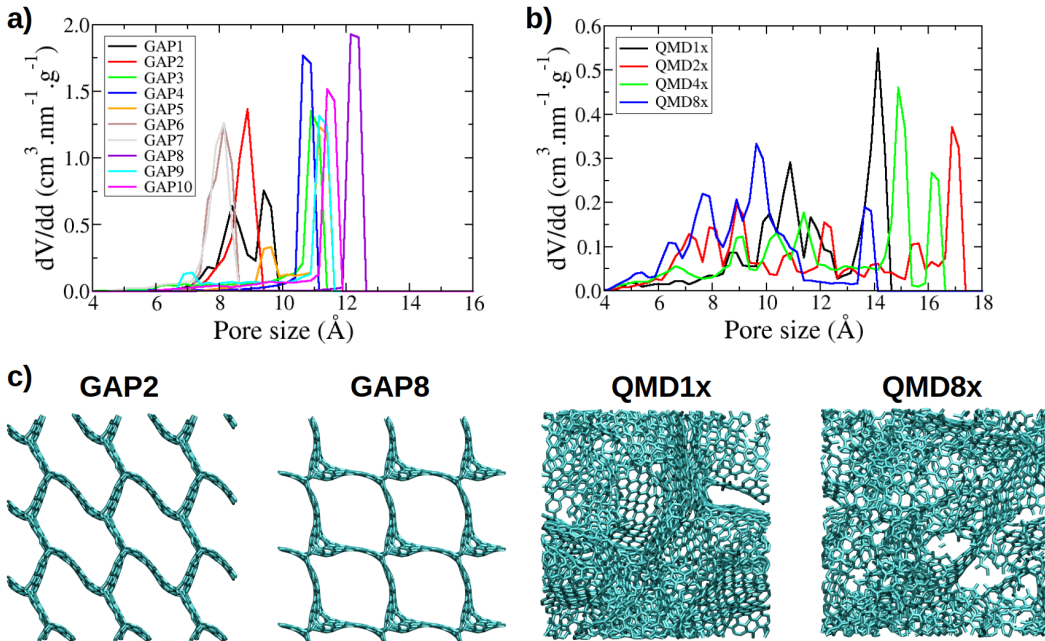 a)
dV/dd (cm³.nm⁻¹.g⁻¹)
2.0
1.5
1.0
0.5
0.0
GAP1
GAP2
GAP3
GAP4
GAP5
GAP6
GAP7
GAP8
GAP9
GAP10
4 6 8 10 12 14 16
Pore size (Å)
b)
dV/dd (cm³.nm⁻¹.g⁻¹)
0.6
0.5
0.4
0.3
0.2
0.1
0.0
QMD1x
QMD2x
QMD4x
QMD8x
4 6 8 10 12 14 16 18
Pore size (Å)
c)
GAP2 GAP8 QMD1x QMD8x